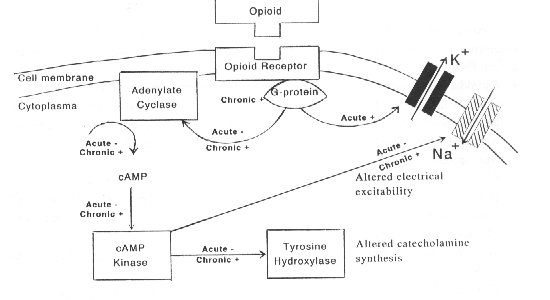 Opioid
Opioid Receptor
K+
Cell membrane
Cytoplasma
Adenylate
Cyclase
Chronic +
G-protein
Acute -
Chronic +
Acute +
Na+
Acute -
Chronic +
Acute -
Chronic +
cAMP
Altered electrical
excitability
Acute -
Chronic +
cAMP
Kinase
Acute -
Chronic +
Tyrosine
Hydroxylase
Altered catecholamine
synthesis